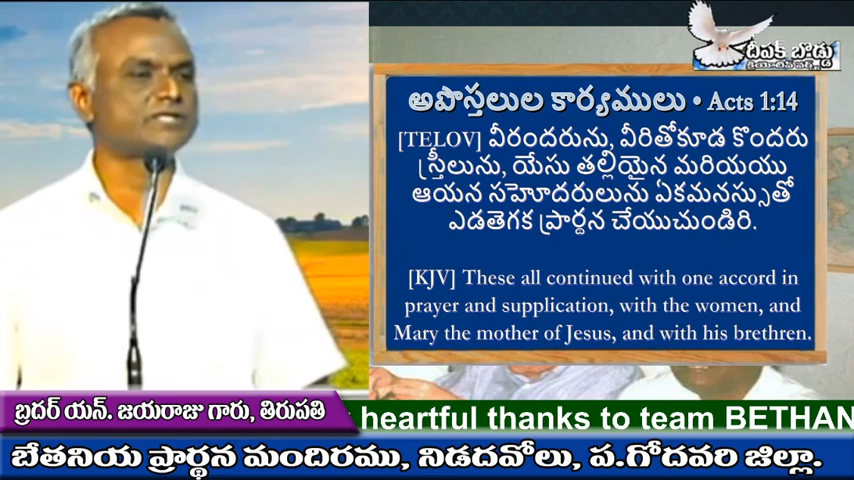 దీపక్ బొడ్డు
క్రియేటివ్ వర్క్స్
అపొస్తలుల కార్యములు • Acts 1:14
[TELOV] వీరందరును, వీరితోకూడ కొందరు
స్త్రీలును, యేసు తల్లియైన మరియయు
ఆయన సహెూదరులును ఏకమనస్సుతో
ఎడతెగక ప్రార్థన చేయుచుండిరి.
[KJV] These all continued with one accord in
prayer and supplication, with the women, and
Mary the mother of Jesus, and with his brethren.
బ్రదర్ యన్. జయరాజు గారు, తిరుపతి
heartful thanks to team BETHAN
బేతనియ ప్రార్థన మందిరము, నిడదవోలు, ప.గోదవరి జిల్లా.